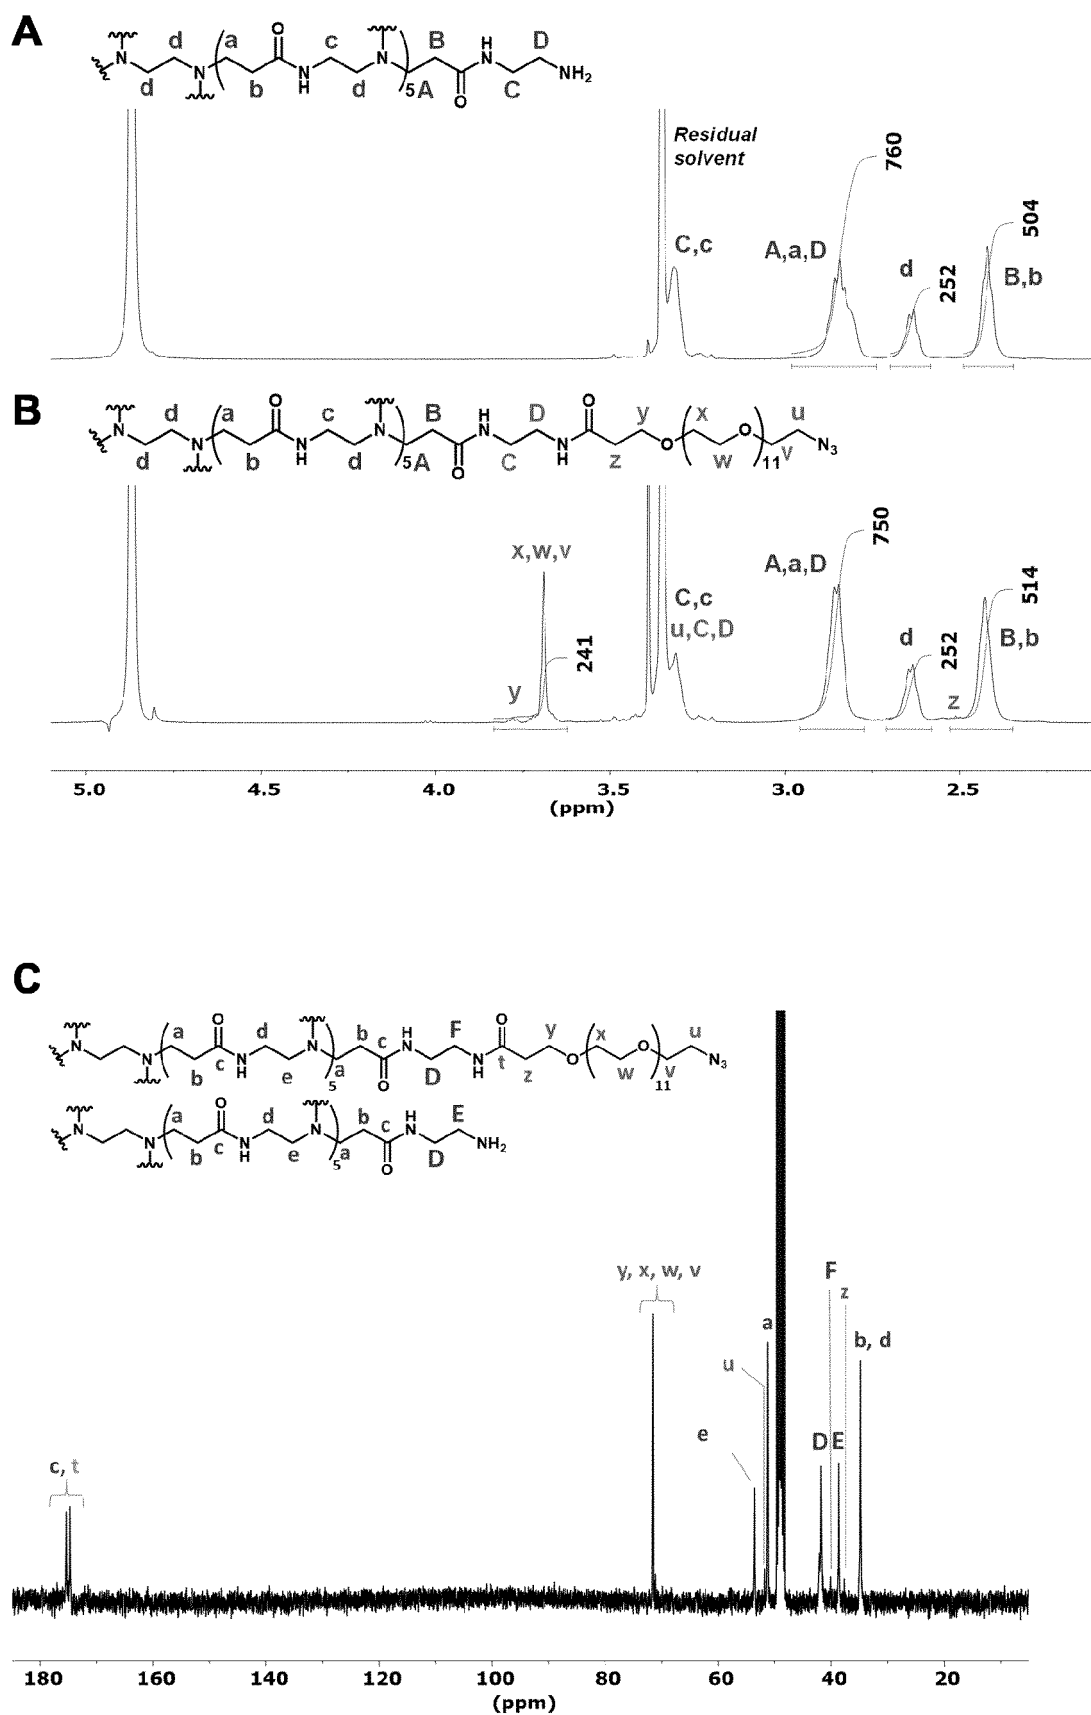 A
d a O c B H N D
N N N H N N NH2
d b d 5 A O C
Residual
solvent
760
504
252
C,c
A,a,D
d
B,b
B
d a O c B H N D O y x u
N N N H N N H O O N3
d b d 5 A O C z w 11 v
x,w,v
750
514
252
241
A,a,D
C,c
u,C,D
d
B,b
y
z
5.0 4.5 4.0 3.5 3.0 2.5
(ppm)
C
a O d b H N F O y x u
N N c N H N c N H t O O N3
b e 5 a O D z w 11 v
a O d b H N E
N N c N H N c NH2
b e 5 a O D
y, x, w, v
F
z
a
b, d
u
e
D E
c, t
180 160 140 120 100 80 60 40 20
(ppm)